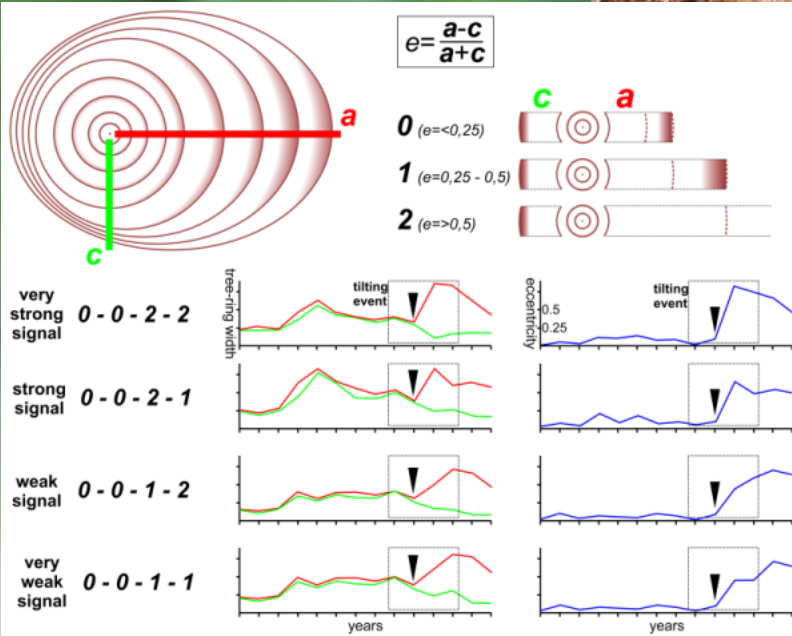 e= a-c
a+c
a
c
c a
0 (e=<0,25)
1 (e=0,25 - 0,5)
2 (e=>0,5)
very
strong
signal
0 - 0 - 2 - 2
tree-ring width
tilting
event
eccentricity
0.5
0.25
tilting
event
strong
signal
0 - 0 - 2 - 1
weak
signal
0 - 0 - 1 - 2
very
weak
signal
0 - 0 - 1 - 1
years
years